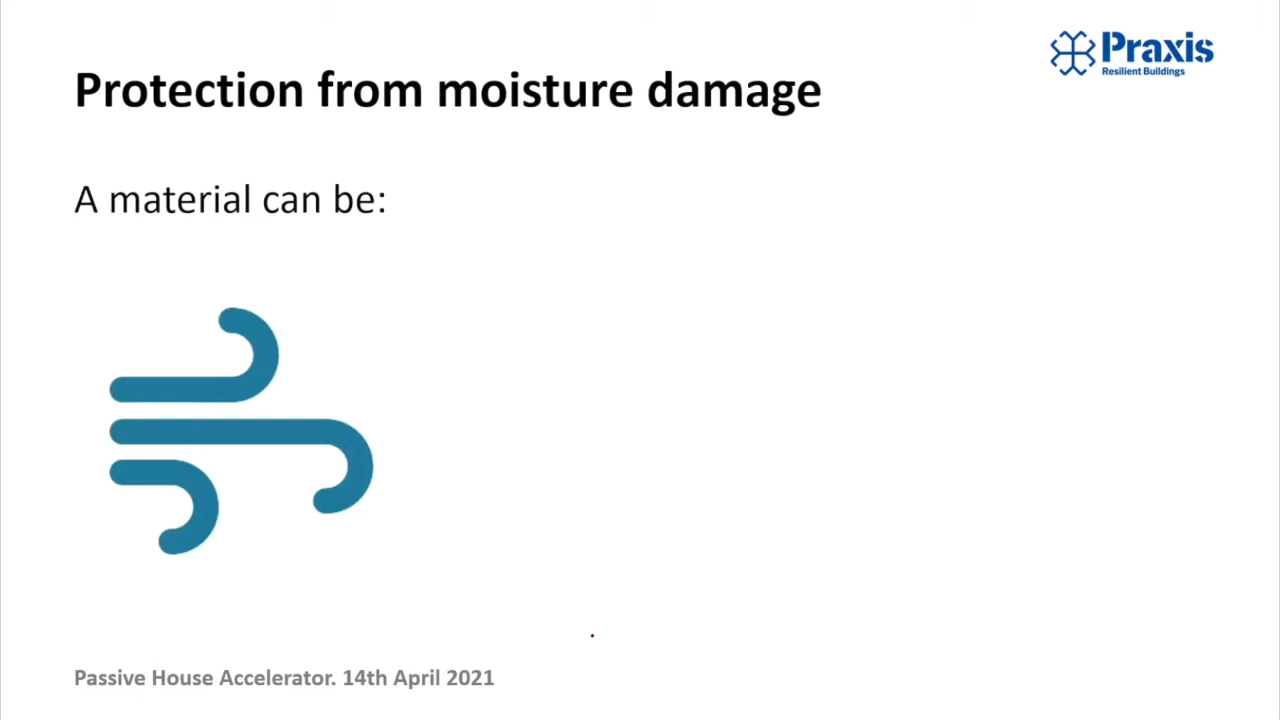 Praxis
Resilient Buildings
Protection from moisture damage
A material can be:
Passive House Accelerator. 14th April 2021